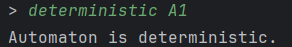 > deterministic A1
Automaton is deterministic.